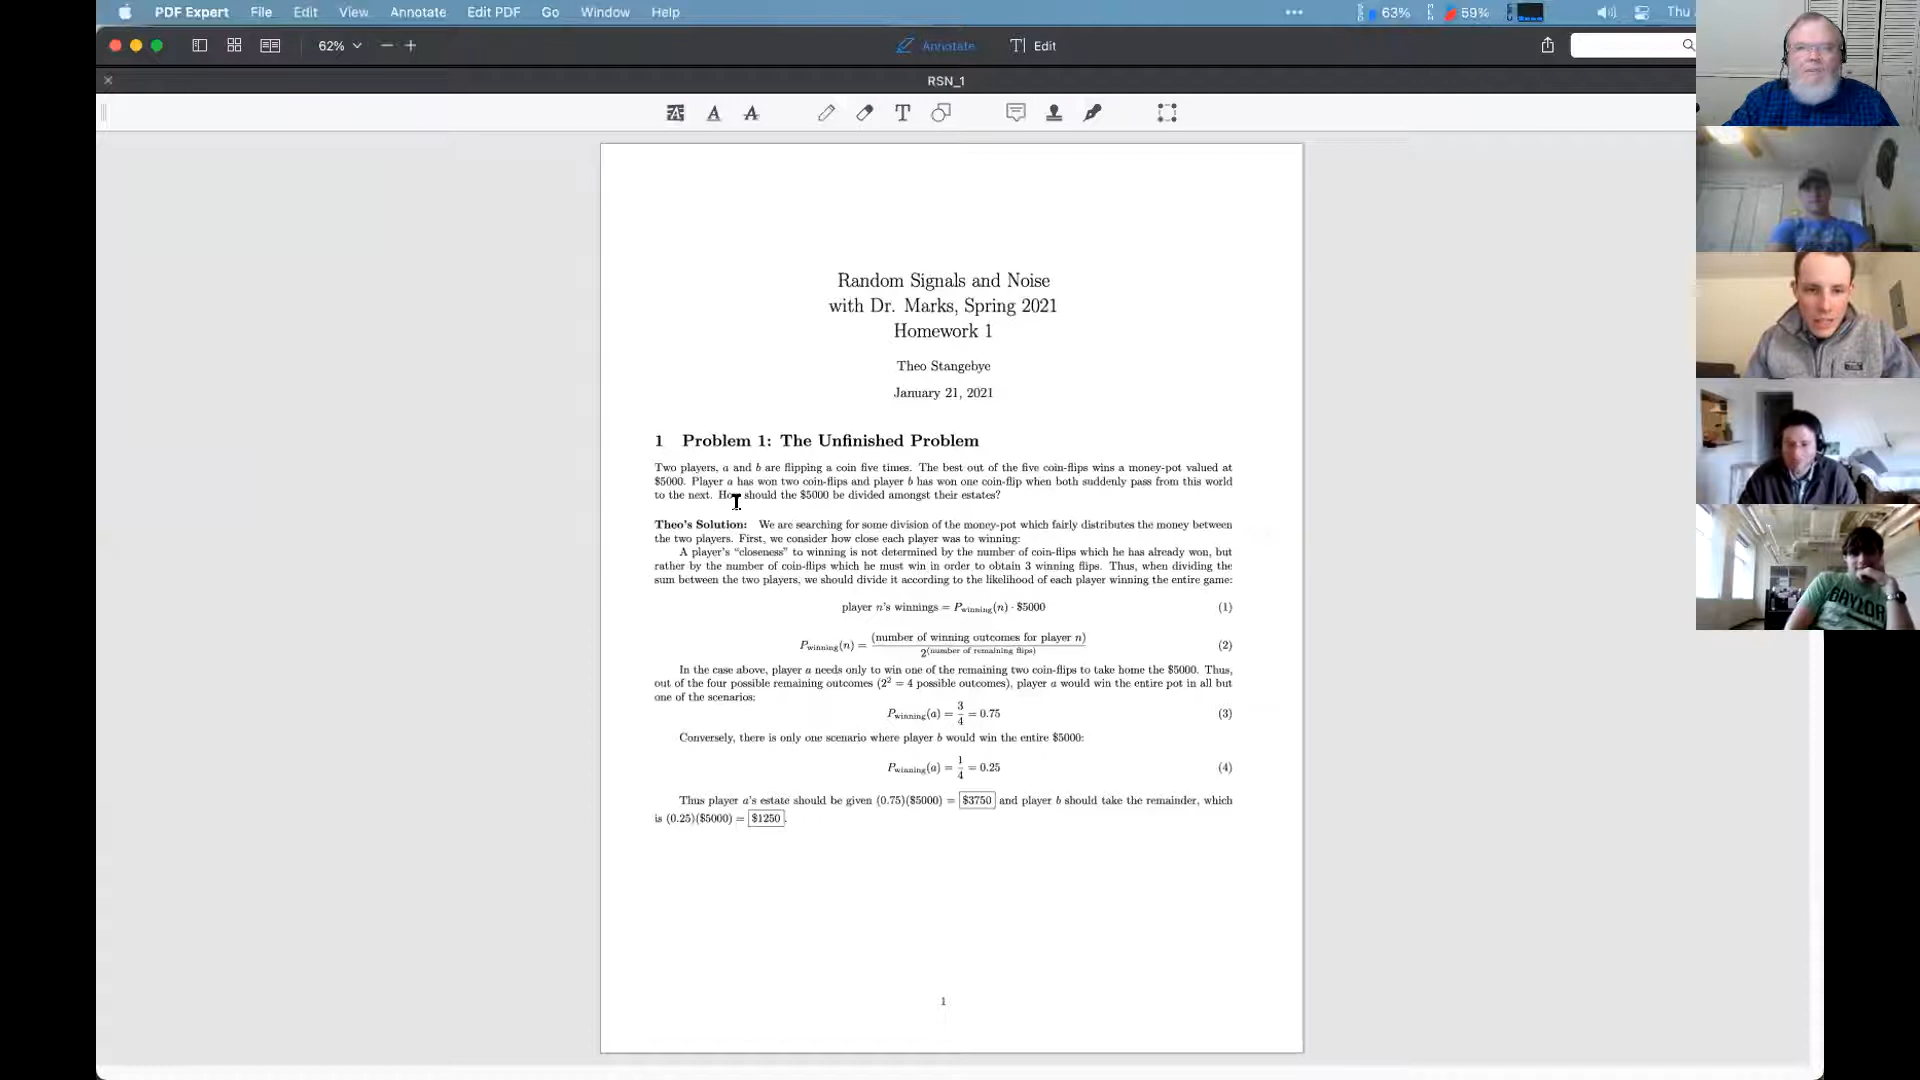 PDF Expert File Edit View Annotate Edit PDF Go Window Help 63% 59% Thu
62% Annotate Edit
RSN_1
Random Signals and Noise
with Dr. Marks, Spring 2021
Homework 1
Theo Stangebye
January 21, 2021
1 Problem 1: The Unfinished Problem
Two players, a and b are flipping a coin five times. The best out of the five coin-flips wins a money-pot valued at
$5000. Player a has won two coin-flips and player b has won one coin-flip when both suddenly pass from this world
to the next. How should the $5000 be divided amongst their estates?
Theo's Solution: We are searching for some division of the money-pot which fairly distributes the money between
the two players. First, we consider how close each player was to winning:
A player's “closeness” to winning is not determined by the number of coin-flips which he has already won, but
rather by the number of coin-flips which he must win in order to obtain 3 winning flips. Thus, when dividing the
sum between the two players, we should divide it according to the likelihood of each player winning the entire game:
player n's winnings = P_winning(n) · $5000 (1)
P_winning(n) = (number of winning outcomes for player n) / 2^(number of remaining flips) (2)
In the case above, player a needs only to win one of the remaining two coin-flips to take home the $5000. Thus,
out of the four possible remaining outcomes (2² = 4 possible outcomes), player a would win the entire pot in all but
one of the scenarios:
P_winning(a) = 3/4 = 0.75 (3)
Conversely, there is only one scenario where player b would win the entire $5000:
P_winning(a) = 1/4 = 0.25 (4)
Thus player a's estate should be given (0.75)($5000) = $3750 and player b should take the remainder, which
is (0.25)($5000) = $1250.
1
BAYLOR